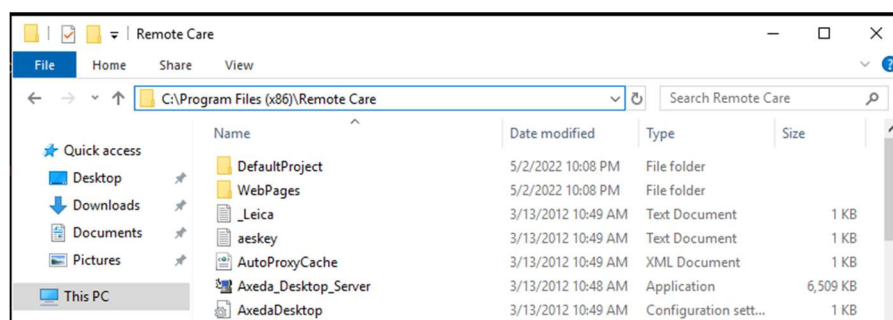 Remote Care
File Home Share View
C:\Program Files (x86)\Remote Care Search Remote Care
Name Date modified Type Size
Quick access
DefaultProject 5/2/2022 10:08 PM File folder
Desktop
WebPages 5/2/2022 10:08 PM File folder
Downloads
_Leica 3/13/2012 10:49 AM Text Document 1 KB
Documents
aeskey 3/13/2012 10:49 AM Text Document 1 KB
Pictures
AutoProxyCache 3/13/2012 10:49 AM XML Document 1 KB
This PC
Axeda_Desktop_Server 3/13/2012 10:48 AM Application 6,509 KB
AxedaDesktop 3/13/2012 10:49 AM Configuration sett... 1 KB